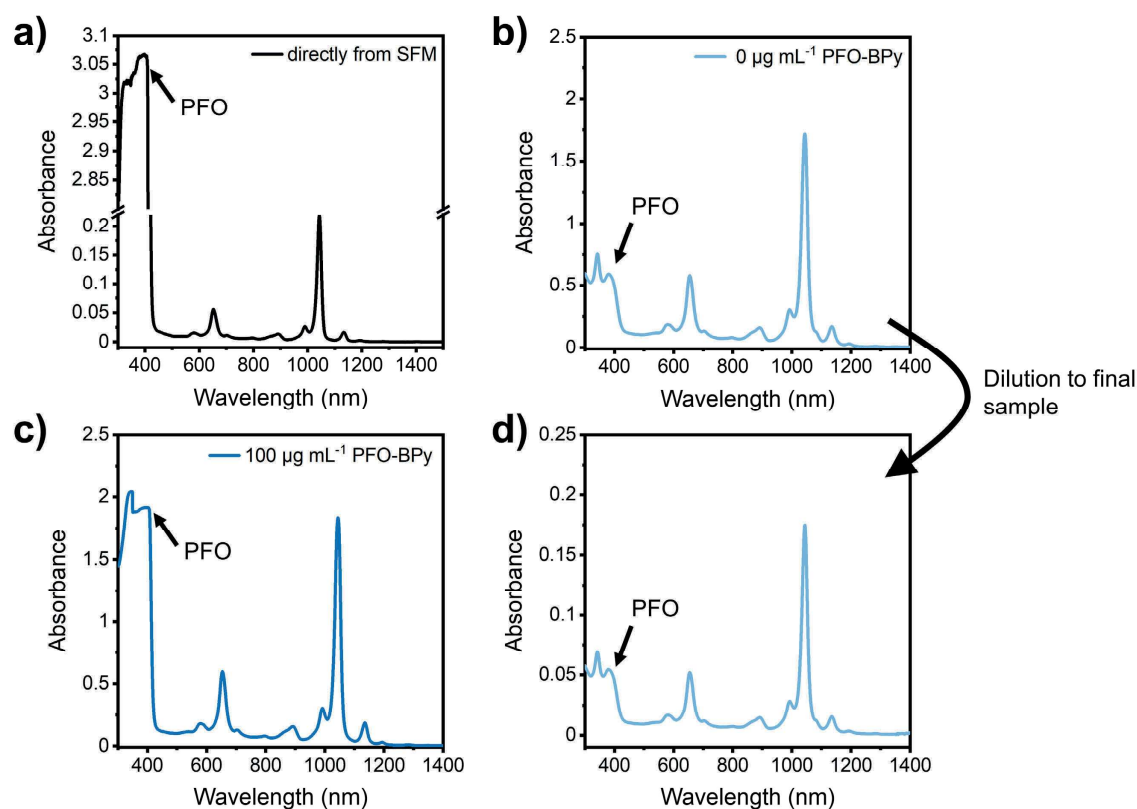 a)
directly from SFM
PFO
Absorbance
3.1
3.05
3
2.95
2.9
2.85
0.2
0.15
0.1
0.05
0
400 600 800 1000 1200 1400
Wavelength (nm)
b)
0 µg mL⁻¹ PFO-BPy
PFO
Absorbance
2.5
2
1.5
1
0.5
0
400 600 800 1000 1200 1400
Wavelength (nm)
Dilution to final
sample
c)
100 µg mL⁻¹ PFO-BPy
PFO
Absorbance
2.5
2
1.5
1
0.5
0
400 600 800 1000 1200 1400
Wavelength (nm)
d)
PFO
Absorbance
0.25
0.2
0.15
0.1
0.05
0
400 600 800 1000 1200 1400
Wavelength (nm)